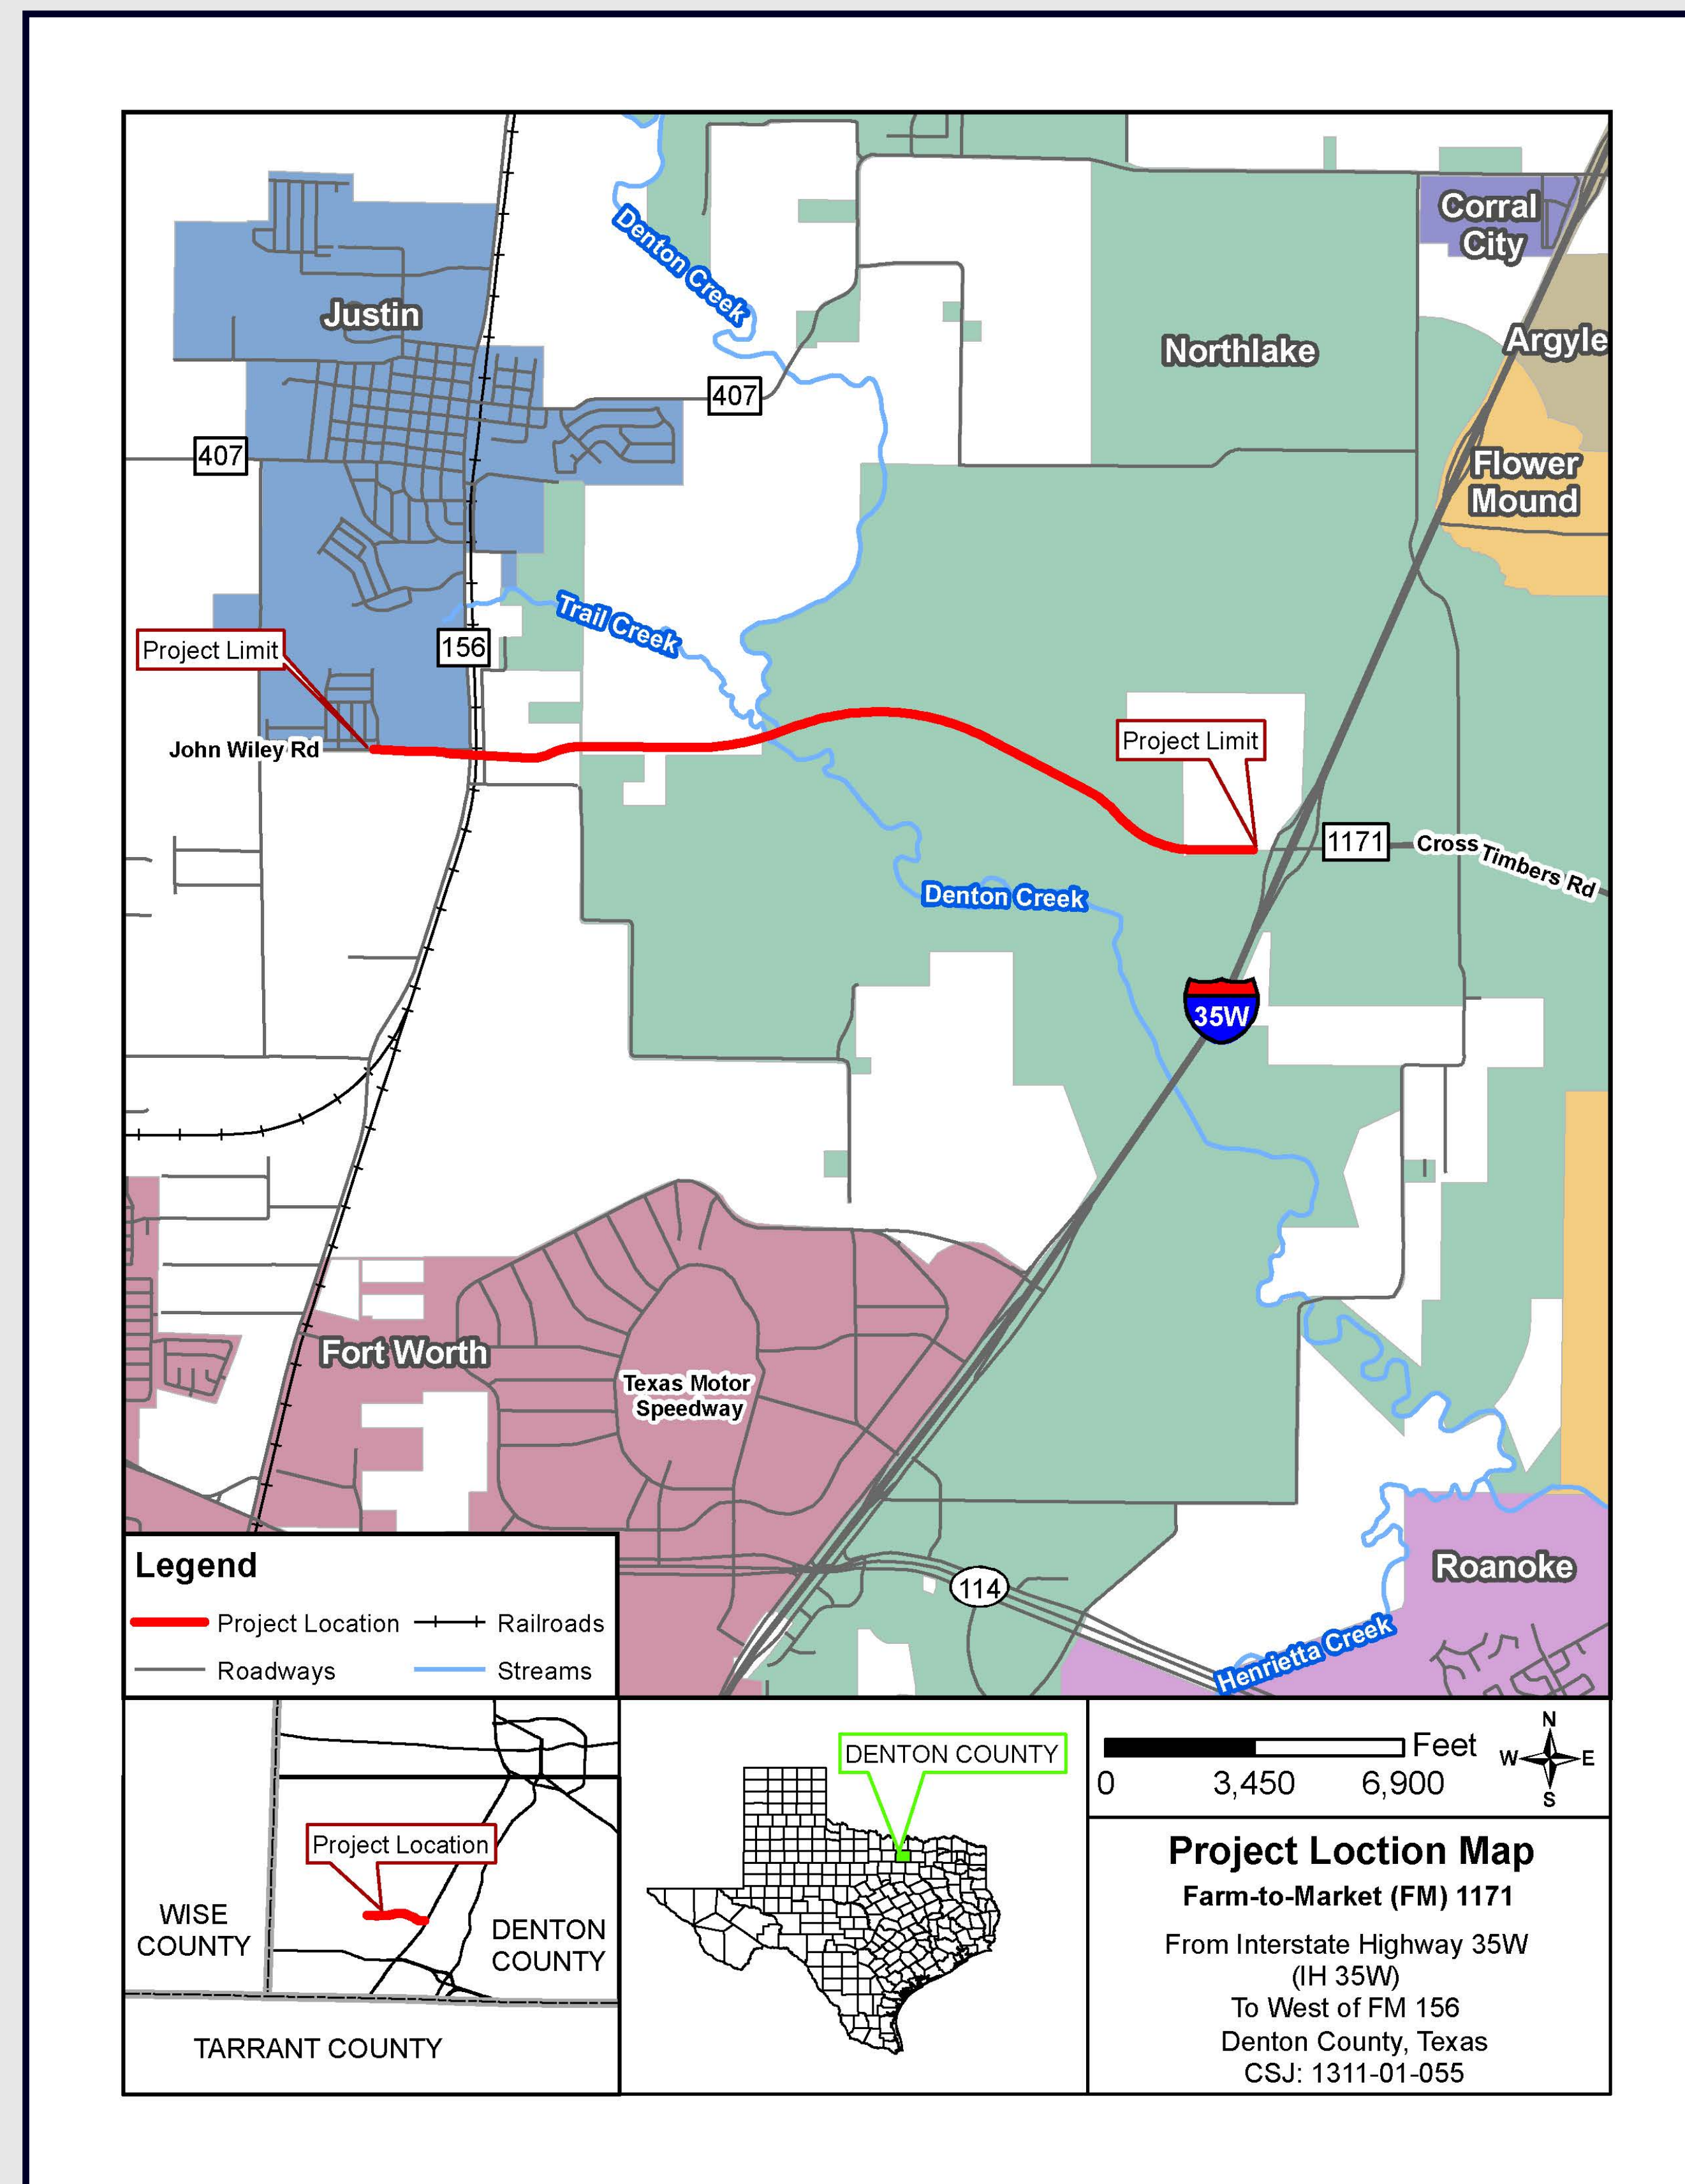 Corral
City
Denton Creek
Justin
Northlake
Argyle
407
407
Flower
Mound
Trail Creek
Project Limit
156
John Wiley Rd
Project Limit
1171
Cross Timbers Rd
Denton Creek
35W
Fort Worth
Texas Motor
Speedway
114
Roanoke
Henrietta Creek
Legend
Project Location
Railroads
Roadways
Streams
Project Location
WISE
COUNTY
DENTON
COUNTY
TARRANT COUNTY
DENTON COUNTY
Feet
0 3,450 6,900
N
W E
S
Project Loction Map
Farm-to-Market (FM) 1171
From Interstate Highway 35W
(IH 35W)
To West of FM 156
Denton County, Texas
CSJ: 1311-01-055